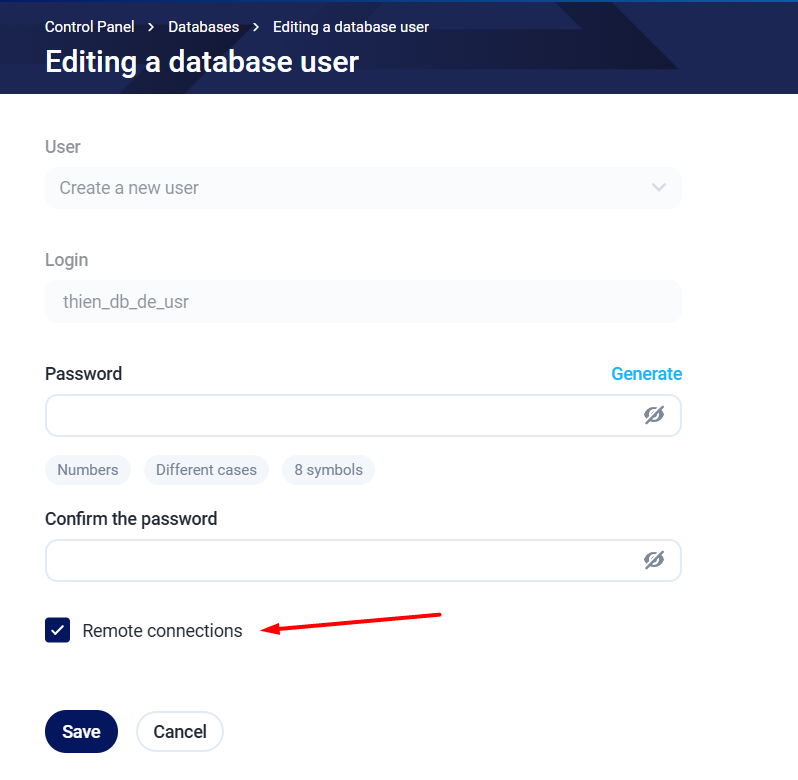 Control Panel > Databases > Editing a database user
Editing a database user
User
Create a new user
Login
thien_db_de_usr
Password Generate
Numbers Different cases 8 symbols
Confirm the password
Remote connections
Save Cancel